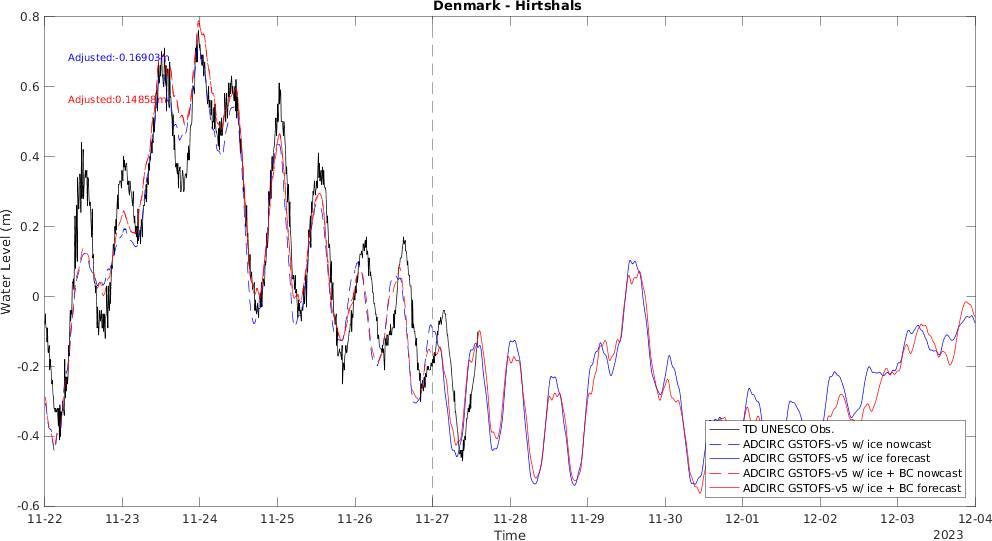 Denmark - Hirtshals
0.8
0.6
0.4
0.2
0
-0.2
-0.4
-0.6
Water Level (m)
Adjusted:-0.16903m
Adjusted:0.14858m
TD UNESCO Obs.
ADCIRC GSTOFS-v5 w/ ice nowcast
ADCIRC GSTOFS-v5 w/ ice forecast
ADCIRC GSTOFS-v5 w/ ice + BC nowcast
ADCIRC GSTOFS-v5 w/ ice + BC forecast
11-22 11-23 11-24 11-25 11-26 11-27 11-28 11-29 11-30 12-01 12-02 12-03 12-04
Time
2023